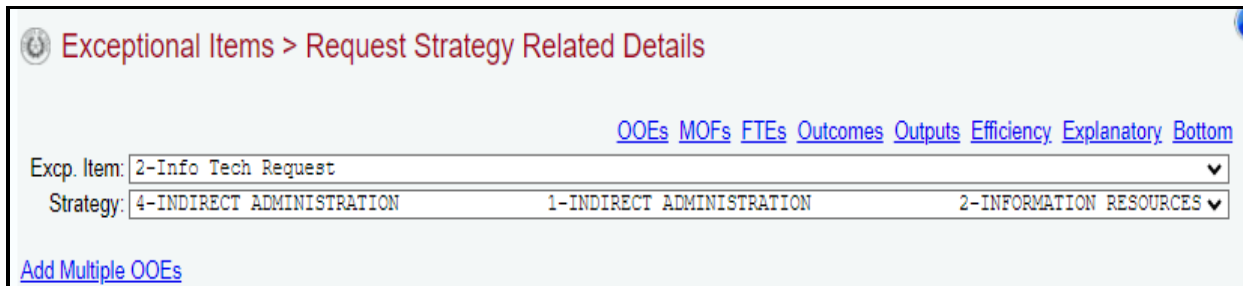 Exceptional Items > Request Strategy Related Details
OOEs MOFs FTEs Outcomes Outputs Efficiency Explanatory Bottom
Excp. Item: 2-Info Tech Request
Strategy: 4-INDIRECT ADMINISTRATION 1-INDIRECT ADMINISTRATION 2-INFORMATION RESOURCES
Add Multiple OOEs